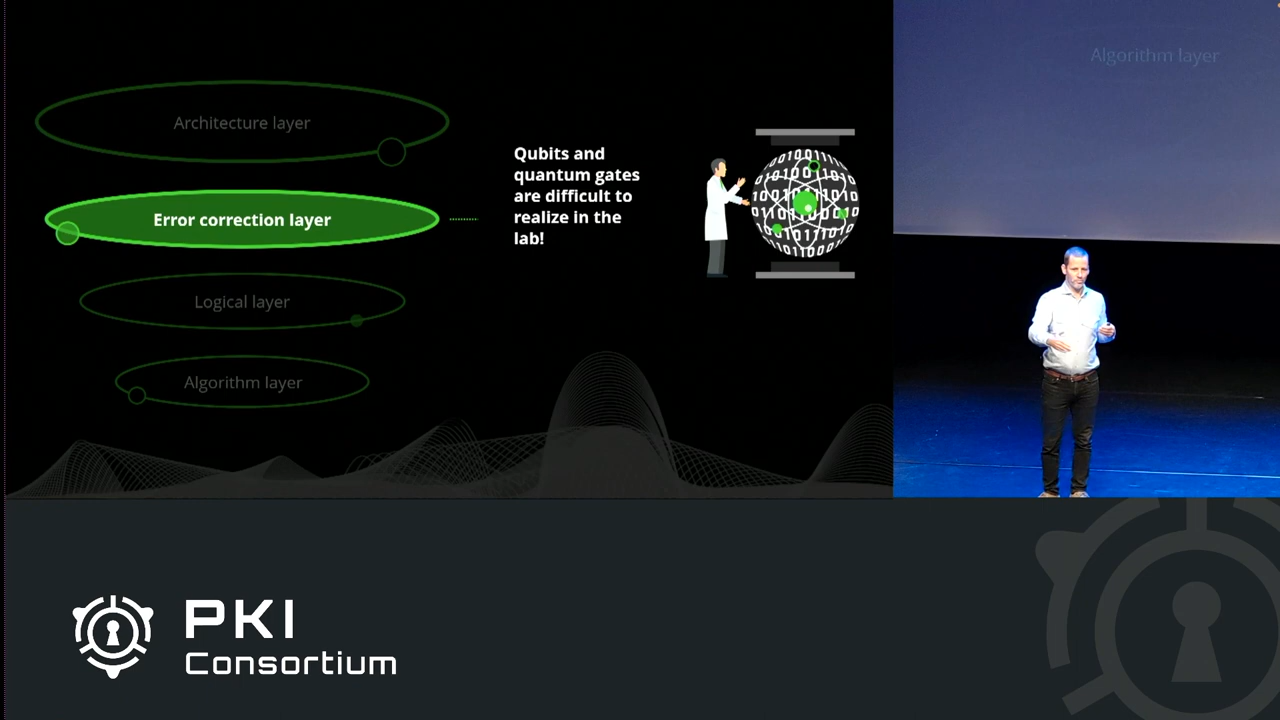 Architecture layer
Error correction layer
Logical layer
Algorithm layer
Qubits and
quantum gates
are difficult to
realize in the
lab!
Algorithm layer
PKI
Consortium